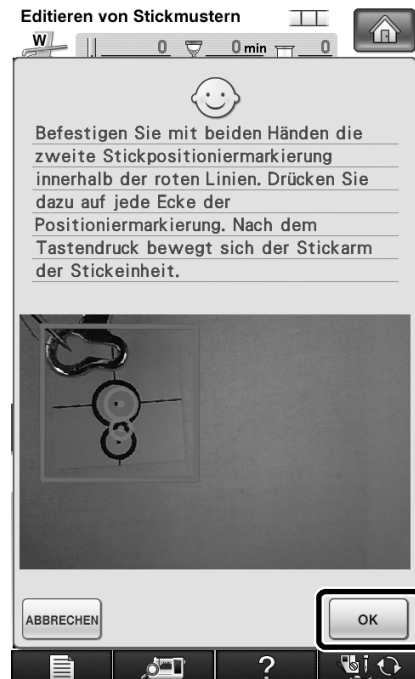 Editieren von Stickmustern
W
0 0 min 0
Befestigen Sie mit beiden Händen die
zweite Stickpositioniermarkierung
innerhalb der roten Linien. Drücken Sie
dazu auf jede Ecke der
Positioniermarkierung. Nach dem
Tastendruck bewegt sich der Stickarm
der Stickeinheit.
ABBRECHEN OK
?